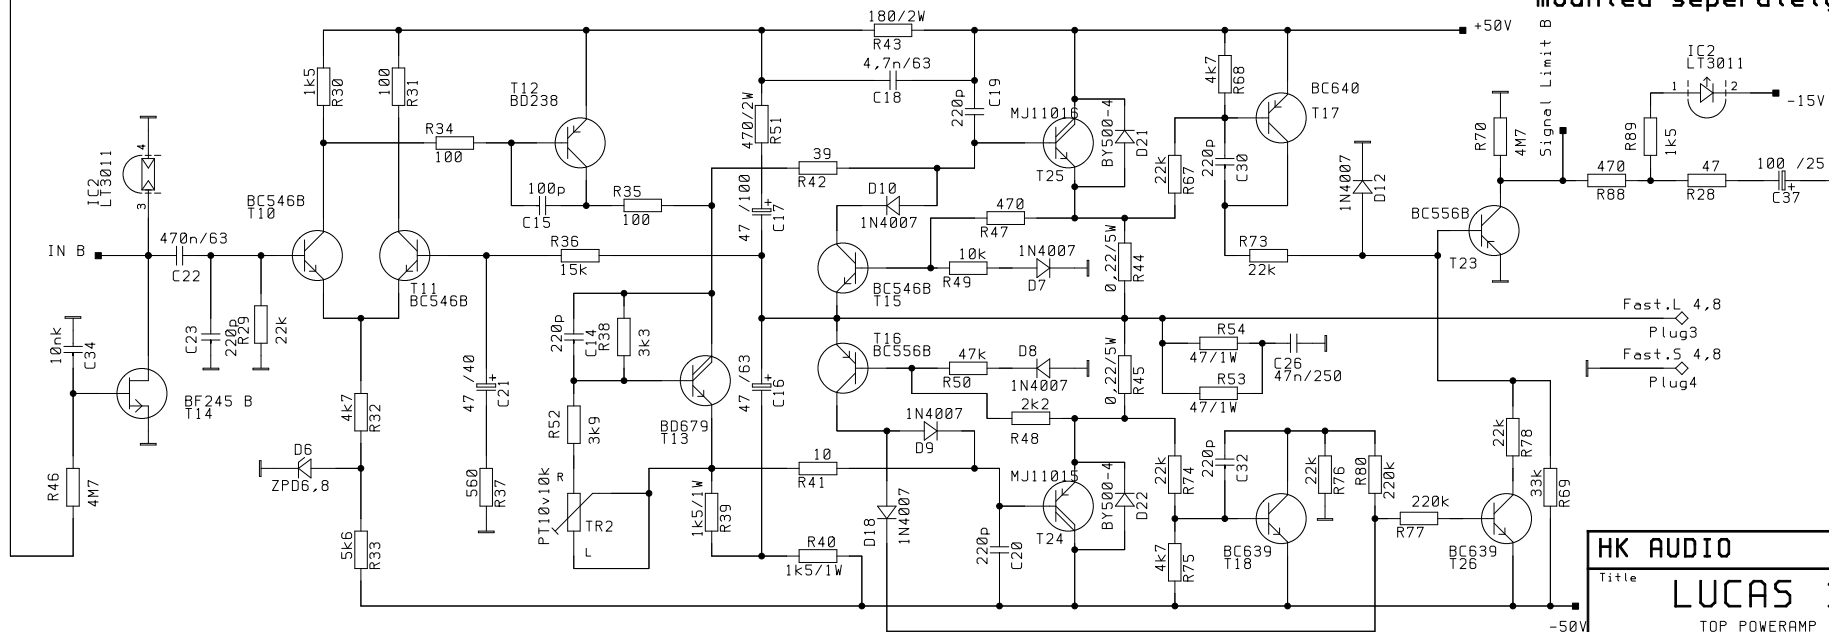 mounted seperately
180/2W
R43
+50V
4,7n/63
C18
1k5
R30
100
R31
T12
BD238
470/2W
R51
220p
C19
MJ11016
T25
BY500-4
D21
4k7
R68
BC640
T17
Signal Limit B
IC2
LT3011
1
2
-15V
R70
4M7
R89
1k5
IC2
LT3011
4
3
R34
100
39
R42
22k
R67
220p
C30
1N4007
D12
470
R88
47
R28
100 /25
+
C37
BC546B
T10
100p
C15
R35
100
47 /100
+
C17
D10
1N4007
470
R47
BC556B
T23
IN B
470n/63
C22
R36
15k
T11
BC546B
BC546B
T15
10k
R49
1N4007
D7
0,22/5W
R44
R73
22k
10nk
C34
C23
220p
R29
22k
220p
C14
R38
3k3
T16
BC556B
47k
R50
D8
1N4007
0,22/5W
R45
R54
47/1W
R53
47/1W
C26
47n/250
Fast.L 4,8
Plug3
Fast.S 4,8
Plug4
BF245 B
T14
4k7
R32
47 /40
+
C21
R52
3k9
BD679
T13
47 /63
+
C16
1N4007
D9
2k2
R48
D6
ZPD6,8
R46
4M7
560
R37
PT10v10k
R
TR2
L
1k5/1W
R39
10
R41
D18
1N4007
MJ11015
T24
BY500-4
D22
22k
R74
220p
C32
22k
R76
R80
220k
22k
R78
33k
R69
5k6
R33
R40
1k5/1W
220p
C20
4k7
R75
BC639
T18
220k
R77
BC639
T26
-50V
HK AUDIO
Title
LUCAS
TOP POWERAMP